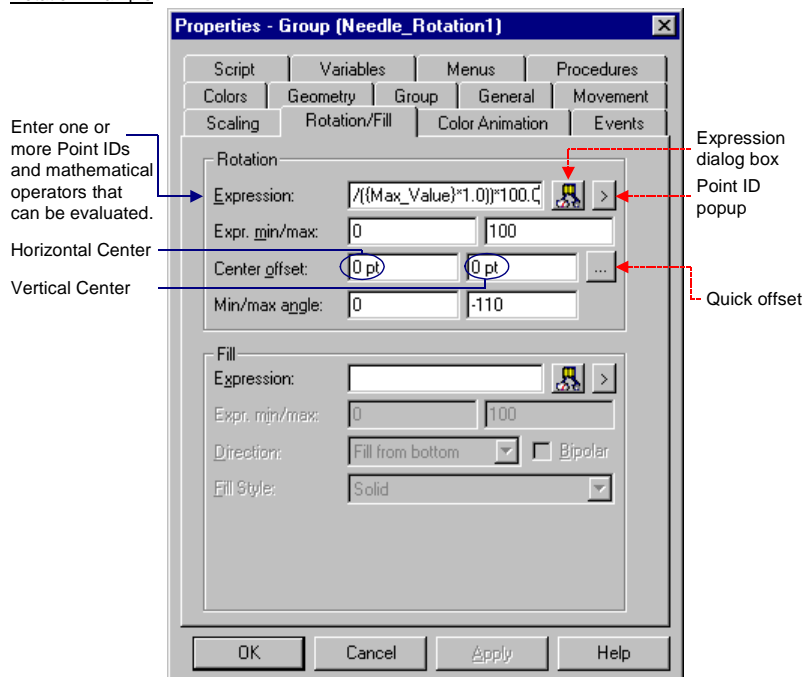 Properties - Group (Needle_Rotation1)
Script Variables Menus Procedures
Colors Geometry Group General Movement
Scaling Rotation/Fill Color Animation Events
Enter one or
more Point IDs
and mathematical
operators that
can be evaluated.
Horizontal Center
Vertical Center
Rotation
Expression: /({Max_Value}*1.0))*100.0 >
Expr. min/max: 0 100
Center offset: 0 pt 0 pt ...
Min/max angle: 0 -110
Expression
dialog box
Point ID
popup
Quick offset
Fill
Expression: >
Expr. min/max: 0 100
Direction: Fill from bottom Bipolar
Fill Style: Solid
OK Cancel Apply Help